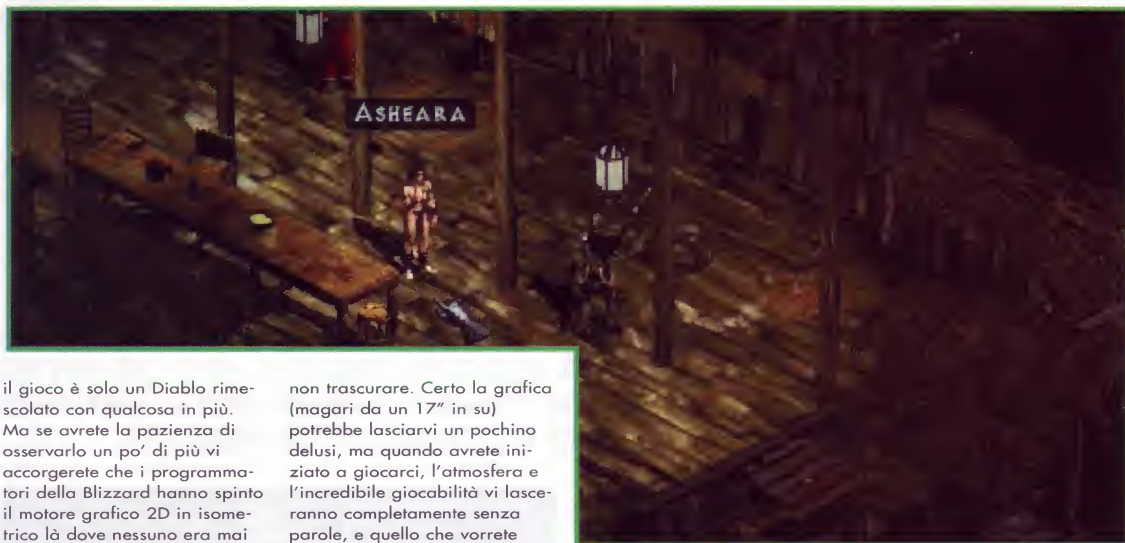 ASHEARA
il gioco è solo un Diablo rime-
scolato con qualcosa in più.
Ma se avrete la pazienza di
osservarlo un po' di più vi
accorgerete che i programma-
tori della Blizzard hanno spinto
il motore grafico 2D in isome-
trico là dove nessuno era mai
non trascurare. Certo la grafica
(magari da un 17" in su)
potrebbe lasciarvi un pochino
delusi, ma quando avrete ini-
ziato a giocarci, l'atmosfera e
l'incredibile giocabilità vi lasce-
ranno completamente senza
parole, e quello che vorrete